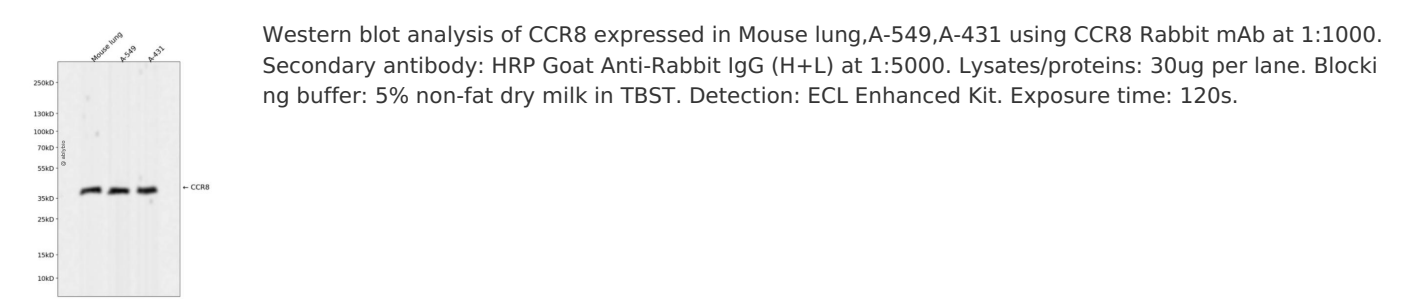 Mouse lung
A-549
A-431
250kD
130kD
100kD
70kD
55kD
35kD
25kD
15kD
10kD
@ abiybio
← CCR8
Western blot analysis of CCR8 expressed in Mouse lung,A-549,A-431 using CCR8 Rabbit mAb at 1:1000.
Secondary antibody: HRP Goat Anti-Rabbit IgG (H+L) at 1:5000. Lysates/proteins: 30ug per lane. Blocki
ng buffer: 5% non-fat dry milk in TBST. Detection: ECL Enhanced Kit. Exposure time: 120s.